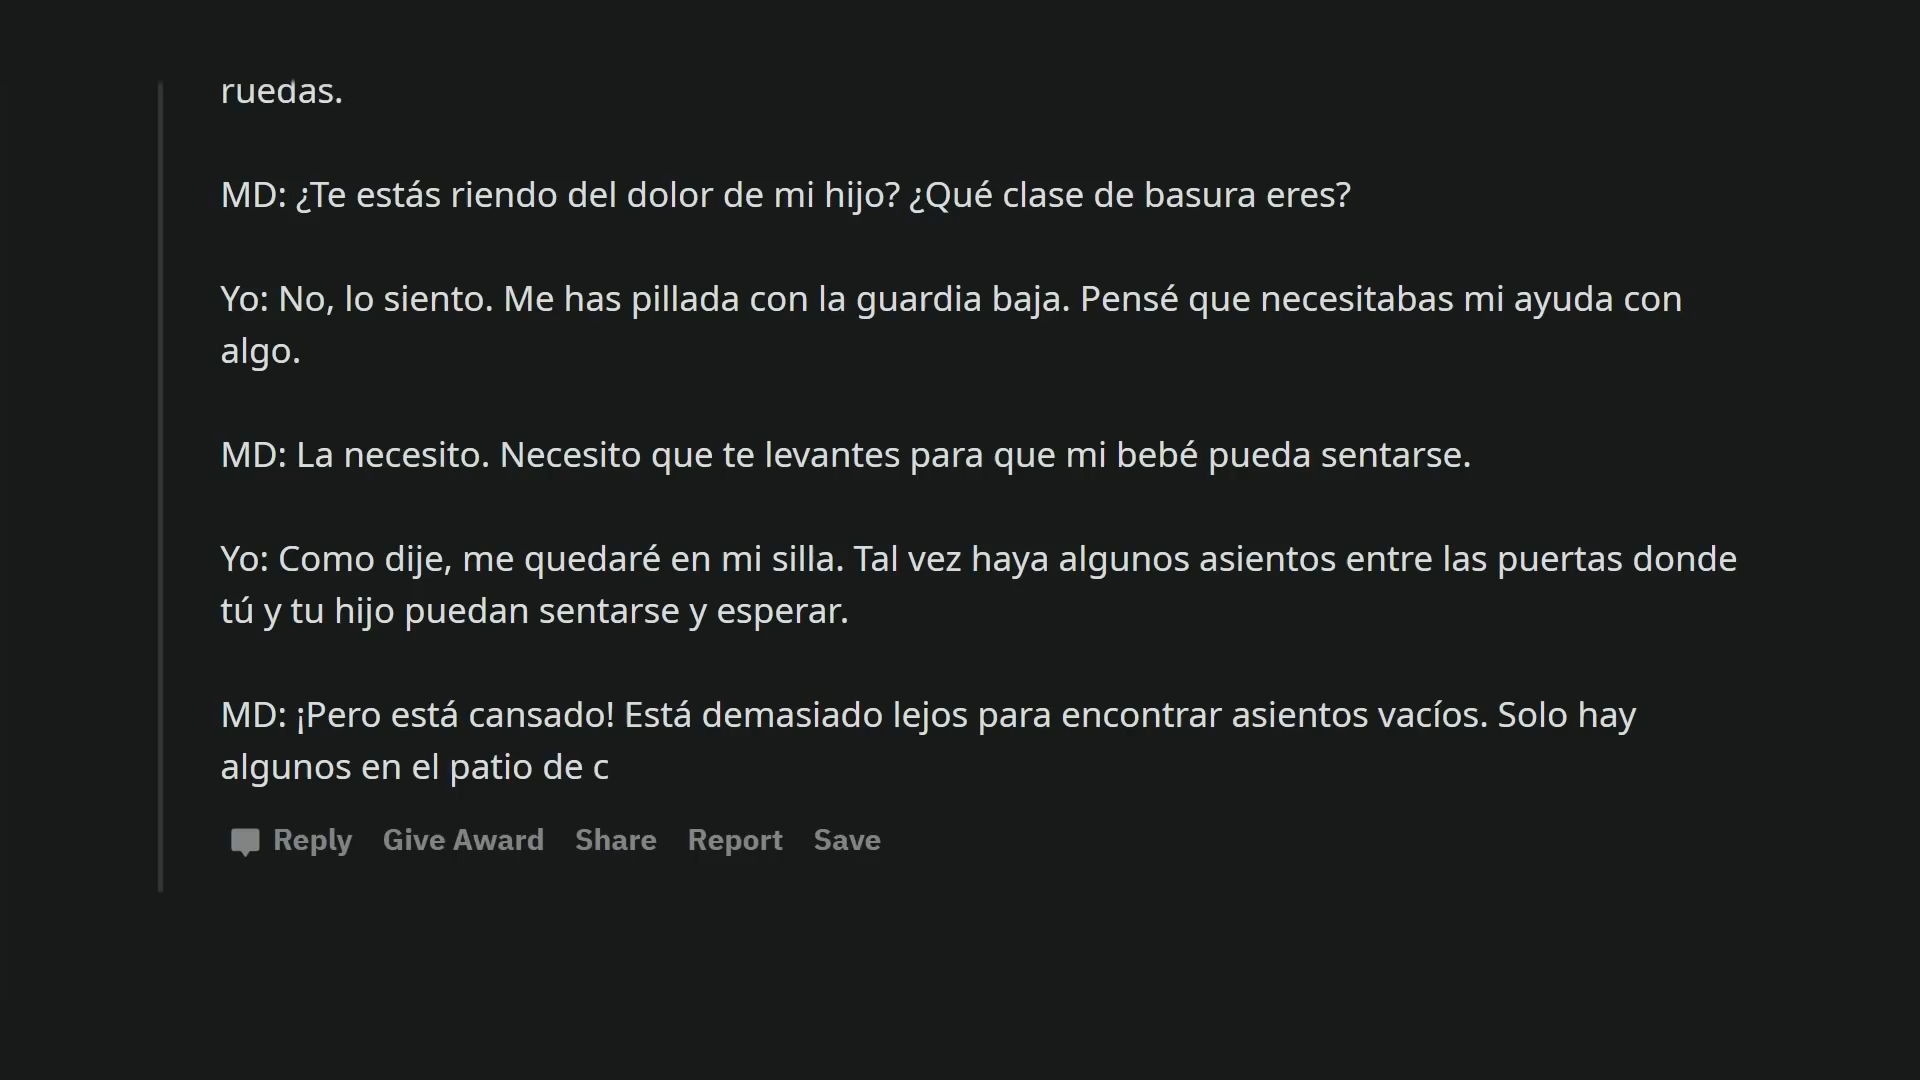 ruedas.
MD: ¿Te estás riendo del dolor de mi hijo? ¿Qué clase de basura eres?
Yo: No, lo siento. Me has pillada con la guardia baja. Pensé que necesitabas mi ayuda con
algo.
MD: La necesito. Necesito que te levantes para que mi bebé pueda sentarse.
Yo: Como dije, me quedaré en mi silla. Tal vez haya algunos asientos entre las puertas donde
tú y tu hijo puedan sentarse y esperar.
MD: ¡Pero está cansado! Está demasiado lejos para encontrar asientos vacíos. Solo hay
algunos en el patio de c
Reply Give Award Share Report Save